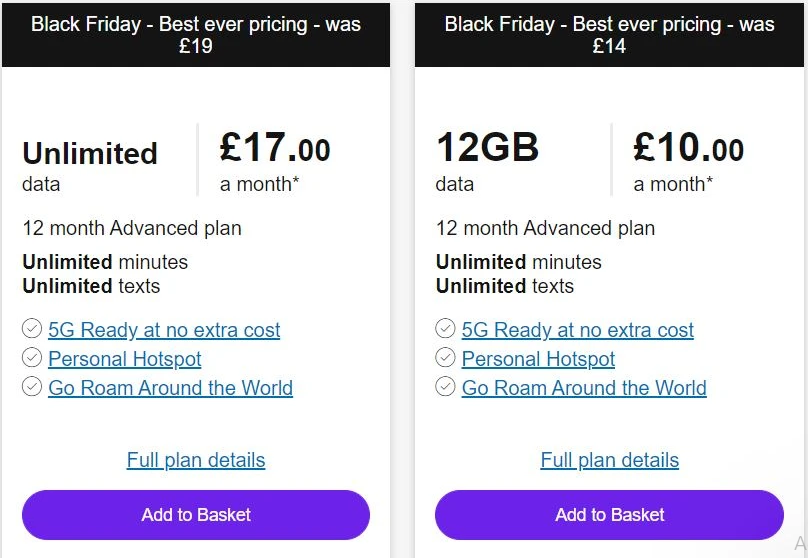 Black Friday - Best ever pricing - was
£19
Unlimited
data
£17.00
a month*
12 month Advanced plan
Unlimited minutes
Unlimited texts
5G Ready at no extra cost
Personal Hotspot
Go Roam Around the World
Full plan details
Add to Basket
Black Friday - Best ever pricing - was
£14
12GB
data
£10.00
a month*
12 month Advanced plan
Unlimited minutes
Unlimited texts
5G Ready at no extra cost
Personal Hotspot
Go Roam Around the World
Full plan details
Add to Basket
A